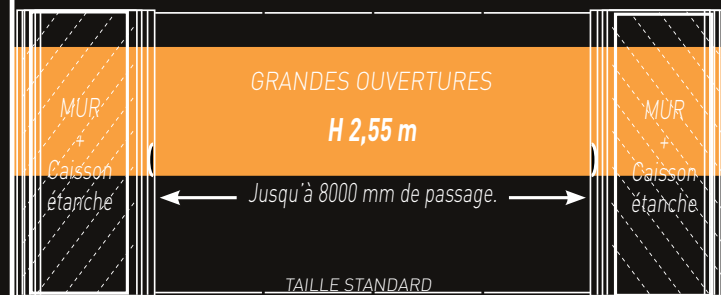 GRANDES OUVERTURES
H 2,55 m
MUR
+
Caisson
étanche
Jusqu'à 8000 mm de passage.
MUR
+
Caisson
étanche
TAILLE STANDARD